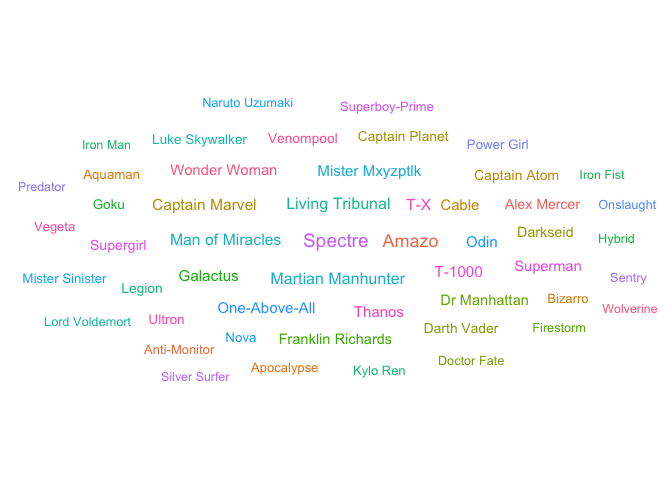 Naruto Uzumaki
Superboy-Prime
Iron Man
Luke Skywalker
Venompool
Captain Planet
Power Girl
Predator
Aquaman
Wonder Woman
Mister Mxyzptlk
Captain Atom
Iron Fist
Goku
Captain Marvel
Living Tribunal
T-X
Cable
Alex Mercer
Onslaught
Vegeta
Supergirl
Man of Miracles
Spectre
Amazo
Odin
Darkseid
Hybrid
Mister Sinister
Legion
Galactus
Martian Manhunter
T-1000
Superman
Sentry
Lord Voldemort
Ultron
One-Above-All
Thanos
Dr Manhattan
Bizarro
Wolverine
Nova
Franklin Richards
Darth Vader
Firestorm
Anti-Monitor
Silver Surfer
Apocalypse
Kylo Ren
Doctor Fate